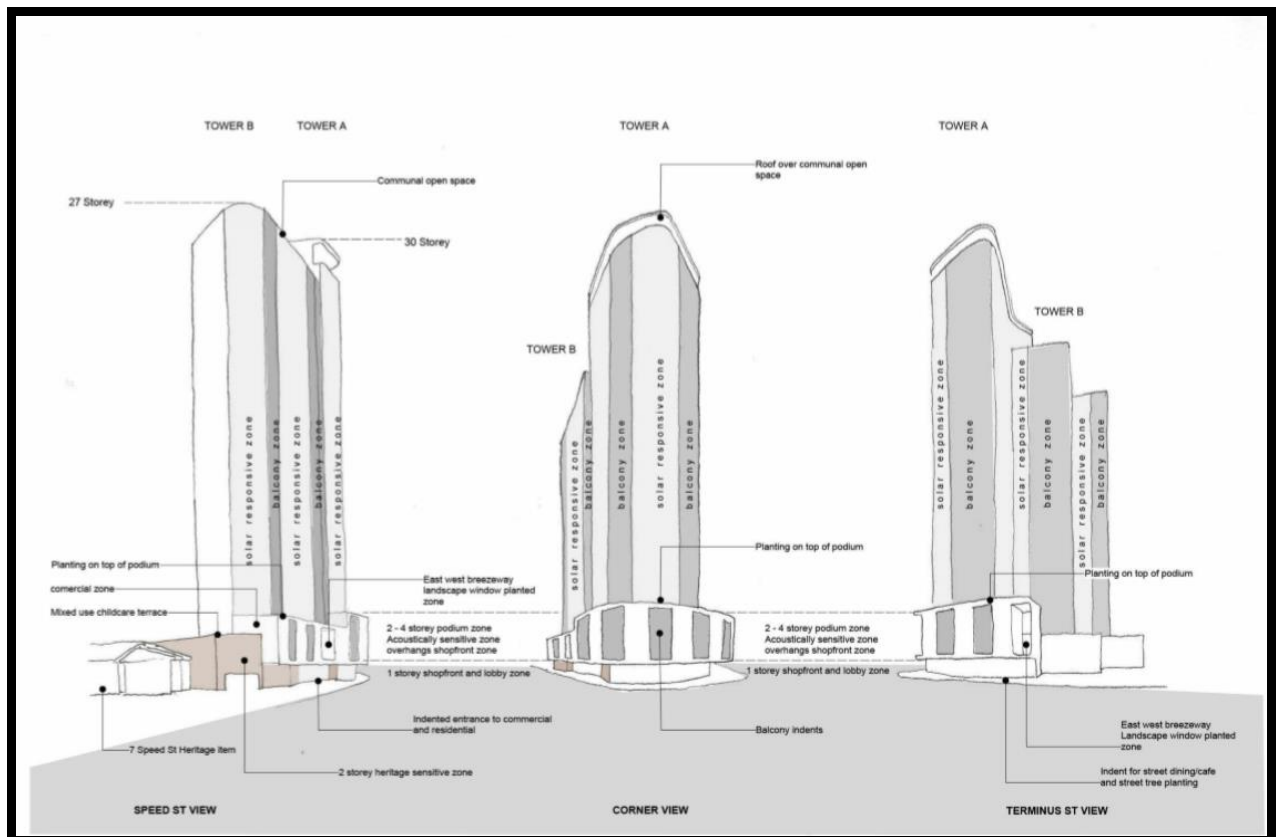 TOWER B
TOWER A
TOWER A
TOWER A
Roof over communal open
space
Communal open space
27 Storey
30 Storey
TOWER B
TOWER B
solar responsive zone
balcony zone
solar responsive zone
balcony zone
solar responsive zone
solar responsive zone
balcony zone
balcony zone
solar responsive zone
balcony zone
solar responsive zone
balcony zone
solar responsive zone
balcony zone
solar responsive zone
balcony zone
Planting on top of podium
comercial zone
Mixed use childcare terrace
East west breezeway
landscape window planted
zone
Planting on top of podium
Planting on top of podium
2 - 4 storey podium zone
Acoustically sensitive zone
overhangs shopfront zone
1 storey shopfront and lobby zone
2 - 4 storey podium zone
Acoustically sensitive zone
overhangs shopfront zone
1 storey shopfront and lobby zone
Indented entrance to commercial
and residential
7 Speed St Heritage Item
2 storey heritage sensitive zone
Balcony indents
East west breezeway
Landscape window planted
zone
Indent for street dining/cafe
and street tree planting
SPEED ST VIEW
CORNER VIEW
TERMINUS ST VIEW